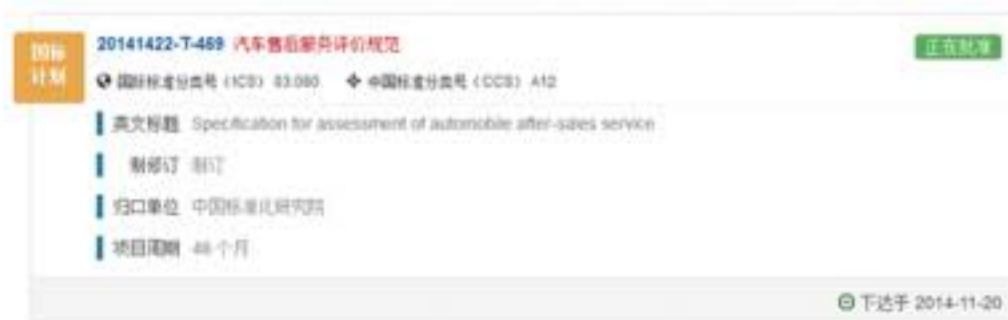 国标
计划
20141422-T-469 汽车售后服务评价规范
正在批准
国际标准分类号（ICS） 03.080 中国标准分类号（CCS） A12
英文标题 Specification for assessment of automobile after-sales service
制修订 制订
归口单位 中国标准化研究院
项目周期 48 个月
下达于 2014-11-20